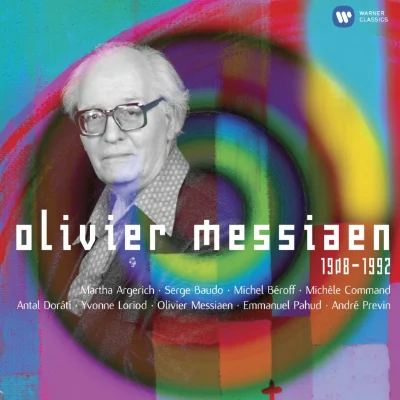 WARNER
CLASSICS
olivier messiaen
1908-1992
Martha Argerich · Serge Baudo · Michel Béroff · Michèle Command
Antal Doráti · Yvonne Loriod · Olivier Messiaen · Emmanuel Pahud · André Previn